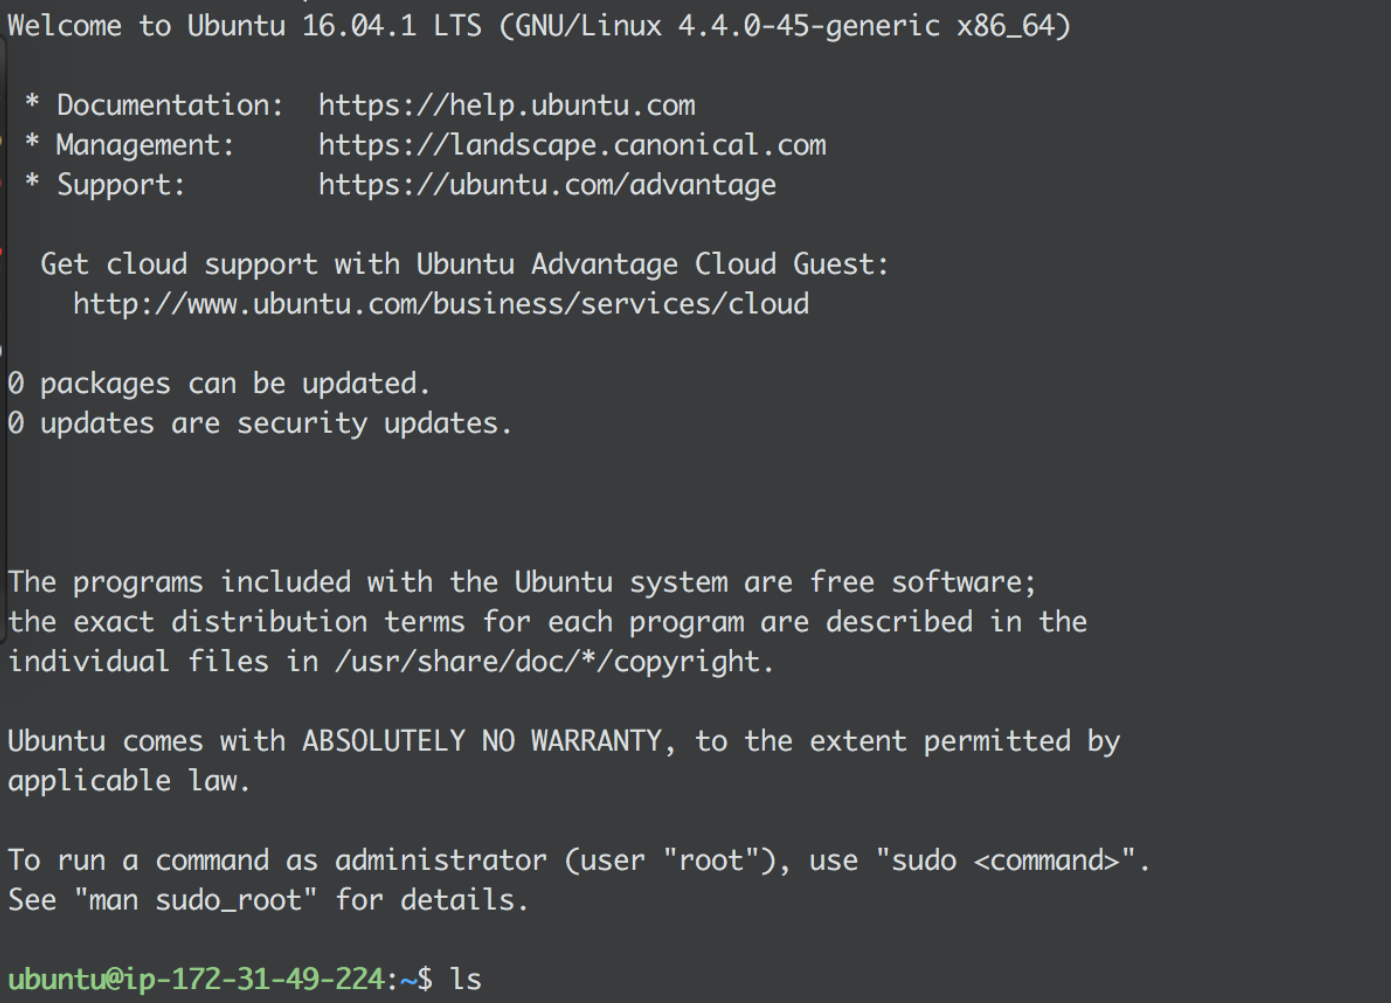 Welcome to Ubuntu 16.04.1 LTS (GNU/Linux 4.4.0-45-generic x86_64)
* Documentation:  https://help.ubuntu.com
* Management:     https://landscape.canonical.com
* Support:        https://ubuntu.com/advantage
Get cloud support with Ubuntu Advantage Cloud Guest:
http://www.ubuntu.com/business/services/cloud
0 packages can be updated.
0 updates are security updates.
The programs included with the Ubuntu system are free software;
the exact distribution terms for each program are described in the
individual files in /usr/share/doc/*/copyright.
Ubuntu comes with ABSOLUTELY NO WARRANTY, to the extent permitted by
applicable law.
To run a command as administrator (user "root"), use "sudo <command>".
See "man sudo_root" for details.
ubuntu@ip-172-31-49-224:~$ ls